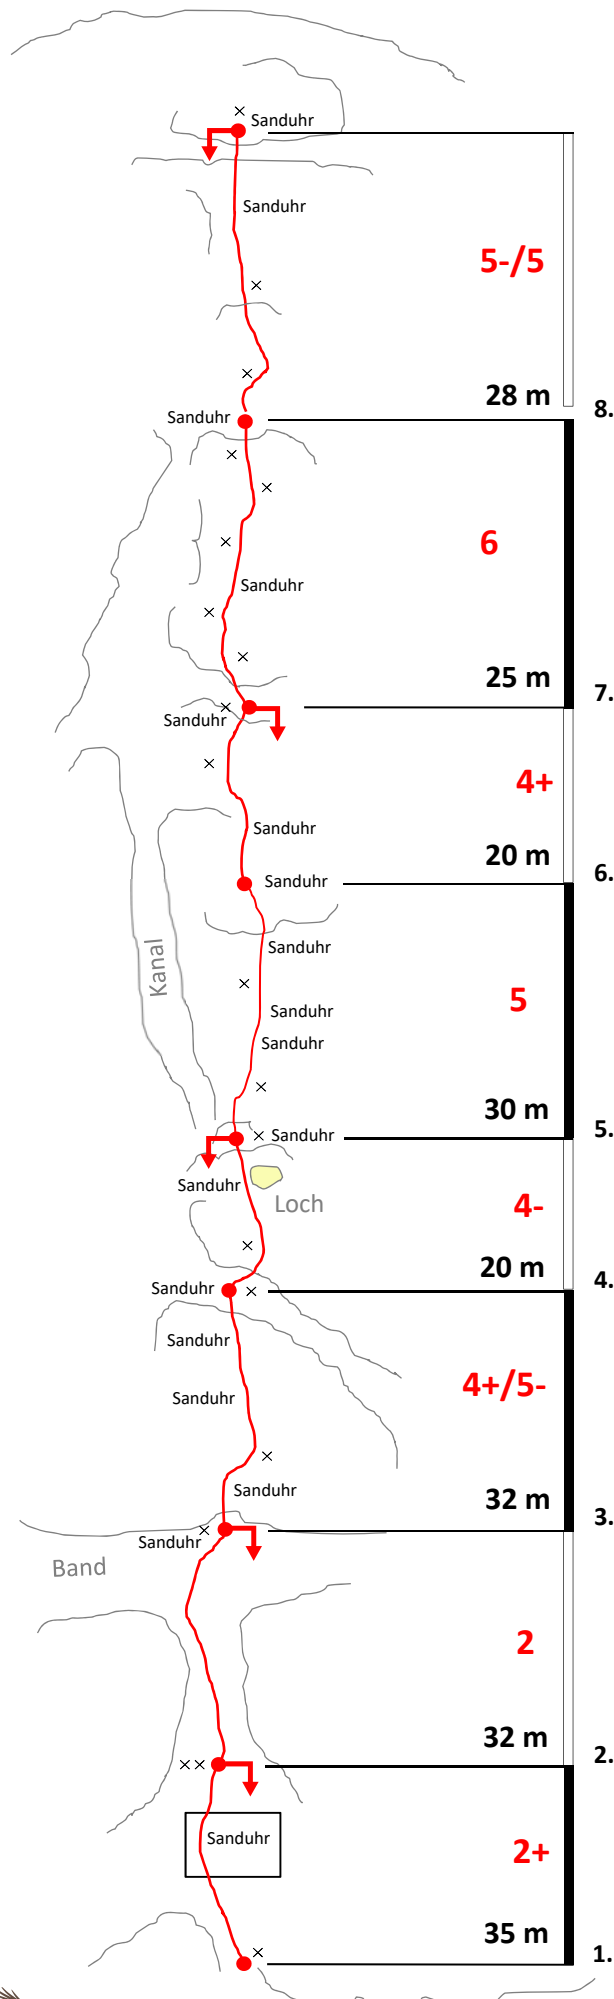 Sanduhr
Sanduhr
5-/5
28 m
8.
Sanduhr
6
Sanduhr
25 m
7.
Sanduhr
4+
Sanduhr
20 m
6.
Sanduhr
Sanduhr
Kanal
5
Sanduhr
Sanduhr
30 m
5.
Sanduhr
Sanduhr
Loch
4-
20 m
4.
Sanduhr
Sanduhr
4+/5-
Sanduhr
Sanduhr
32 m
3.
Sanduhr
Band
2
32 m
2.
Sanduhr
2+
35 m
1.